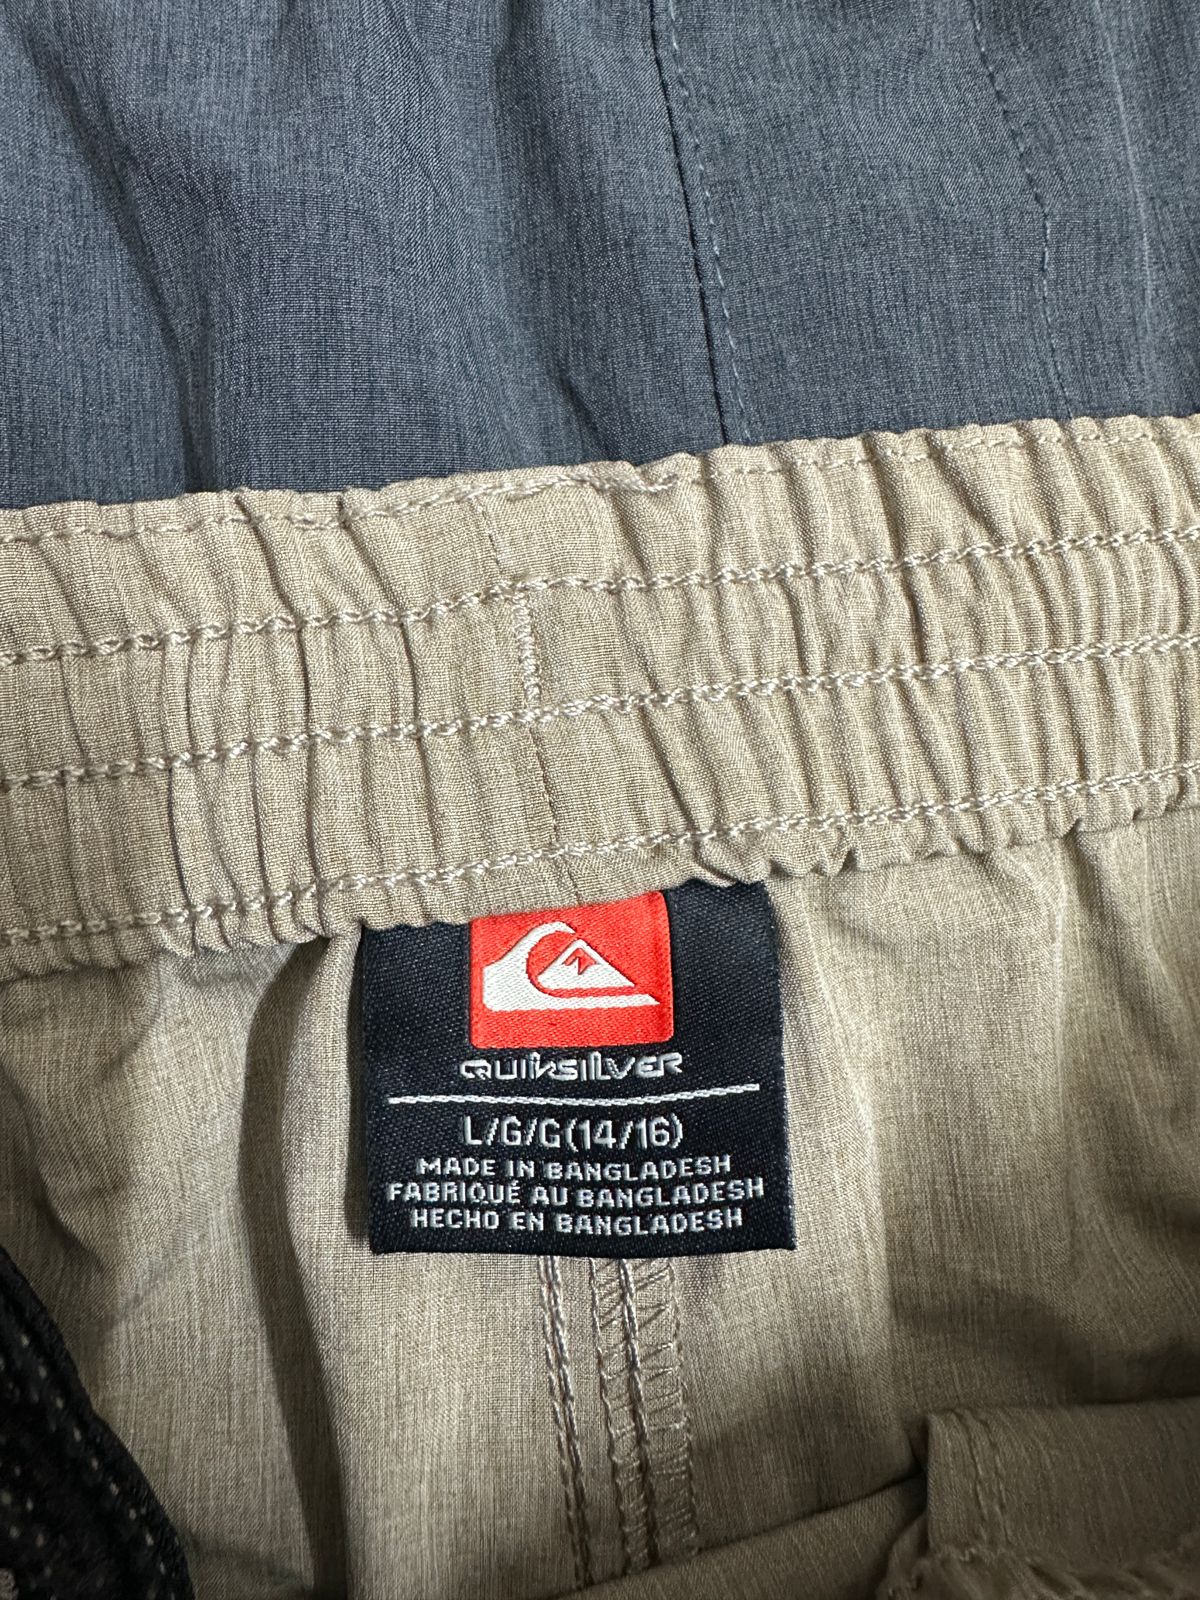 QUIKSILVER
L/G/G(14/16)
MADE IN BANGLADESH
FABRIQUÉ AU BANGLADESH
HECHO EN BANGLADESH